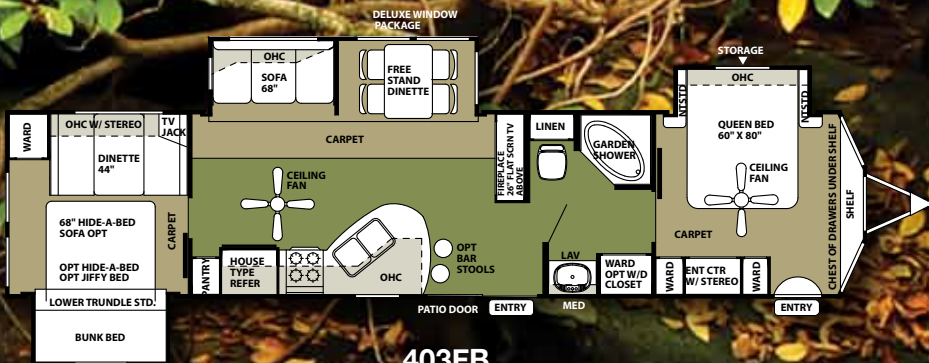 DELUXE WINDOW
PACKAGE
OHC
SOFA
68"
FREE
STAND
DINETTE
STORAGE
OHC
NTSTD
NTSTD
QUEEN BED
60" X 80"
CEILING
FAN
CARPET
CHEST OF DRAWERS UNDER SHELF
SHELF
WARD
OHC W/ STEREO
TV
JACK
DINETTE
44"
CARPET
68" HIDE-A-BED
SOFA OPT
OPT HIDE-A-BED
OPT JIFFY BED
LOWER TRUNDLE STD.
BUNK BED
CARPET
CEILING
FAN
FIREPLACE
26" FLAT SCRN TV
ABOVE
LINEN
GARDEN
SHOWER
PANTRY
HOUSE
TYPE
REFER
OHC
OPT
BAR
STOOLS
LAV
MED
WARD
OPT W/D
CLOSET
WARD
ENT CTR
W/ STEREO
WARD
PATIO DOOR
ENTRY
ENTRY
403FB